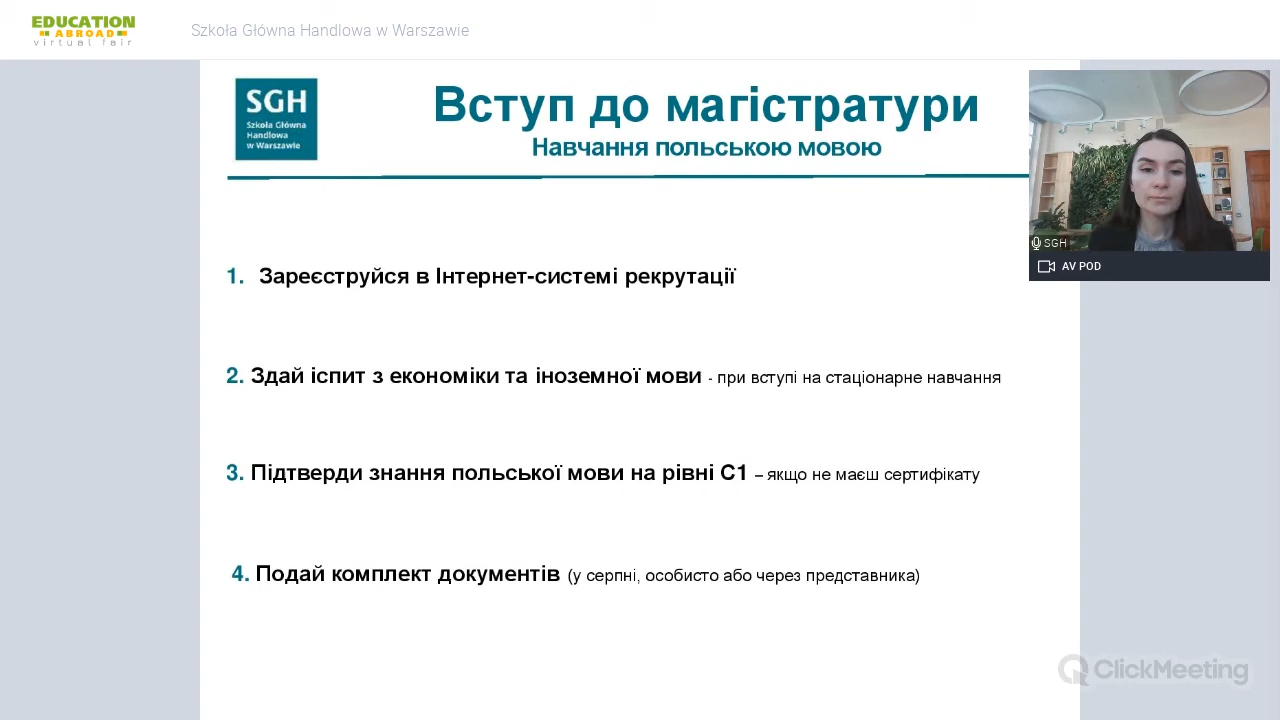 EDUCATION
ABROAD
virtual fair
Szkoła Główna Handlowa w Warszawie
SGH
Szkoła Główna
Handlowa
w Warszawie
Вступ до магістратури
Навчання польською мовою
SGH
AV POD
1. Зареєструйся в Інтернет-системі рекрутації
2. Здай іспит з економіки та іноземної мови - при вступі на стаціонарне навчання
3. Підтверди знання польської мови на рівні С1 – якщо не маєш сертифікату
4. Подай комплект документів (у серпні, особисто або через представника)
ClickMeeting